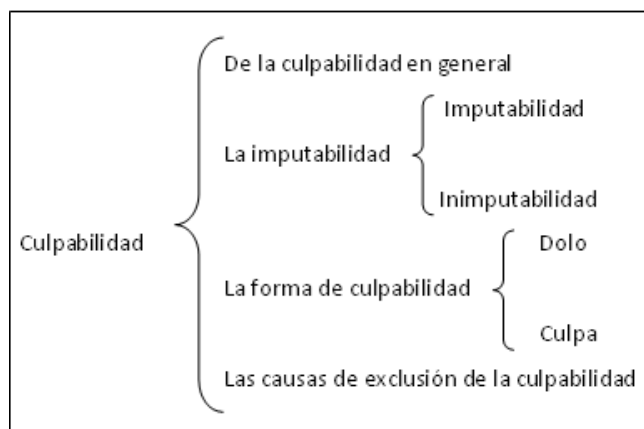 De la culpabilidad en general
Imputabilidad
La imputabilidad
Inimputabilidad
Culpabilidad
Dolo
La forma de culpabilidad
Culpa
Las causas de exclusión de la culpabilidad